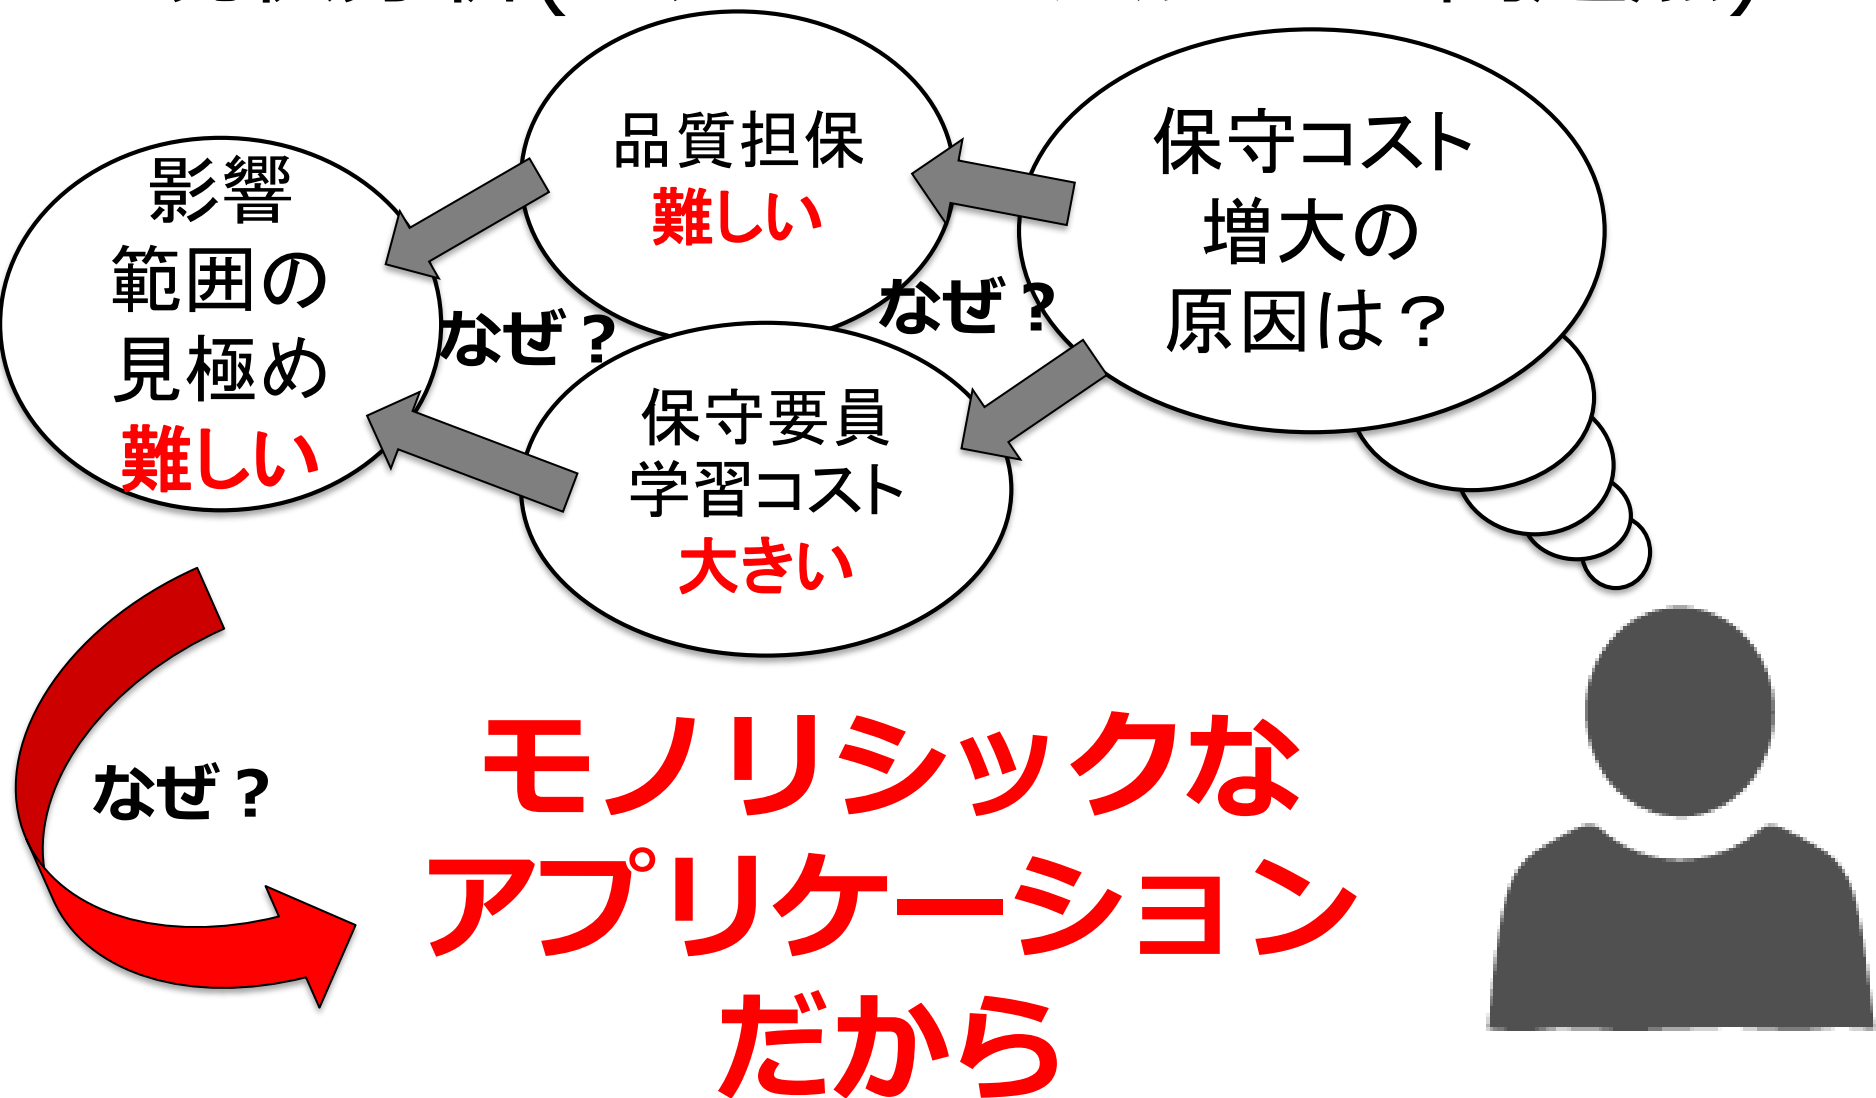 保守コスト
増大の
原因は？
なぜ？
品質担保
難しい
保守要員
学習コスト
大きい
なぜ？
影響
範囲の
見極め
難しい
なぜ？
モノリシックな
アプリケーション
だから